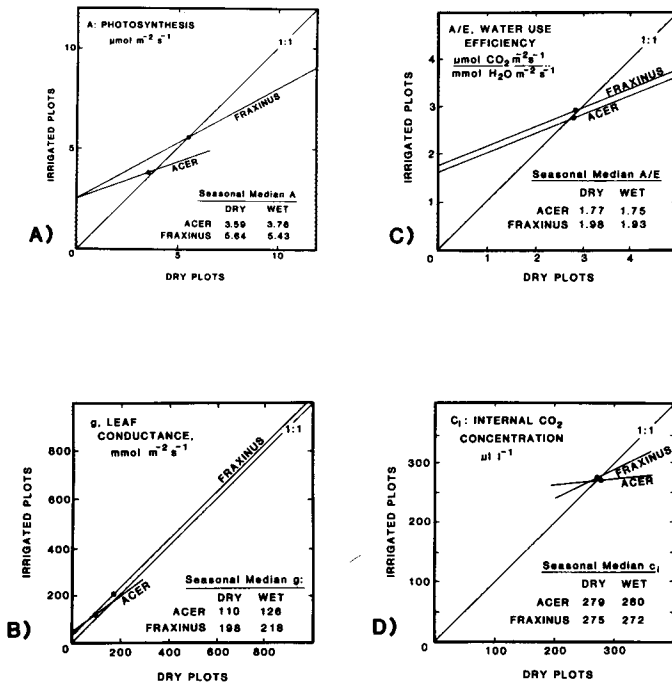 A: PHOTOSYNTHESIS
µmol m⁻² s⁻¹
1:1
FRAXINUS
ACER
Seasonal Median A
DRY WET
ACER 3.59 3.76
FRAXINUS 5.64 5.43
10
5
0
0 5 10
IRRIGATED PLOTS
DRY PLOTS
A)
A/E, WATER USE
EFFICIENCY
µmol CO₂ m⁻² s⁻¹
mmol H₂O m⁻² s⁻¹
1:1
FRAXINUS
ACER
Seasonal Median A/E
DRY WET
ACER 1.77 1.75
FRAXINUS 1.98 1.93
4
3
2
1
1 2 3 4
IRRIGATED PLOTS
DRY PLOTS
C)
g, LEAF
CONDUCTANCE,
mmol m⁻² s⁻¹
FRAXINUS
1:1
ACER
Seasonal Median g:
DRY WET
ACER 110 126
FRAXINUS 198 218
800
600
400
200
0
0 200 400 600 800
IRRIGATED PLOTS
DRY PLOTS
B)
Cᵢ: INTERNAL CO₂
CONCENTRATION
µl l⁻¹
1:1
FRAXINUS
ACER
Seasonal Median cᵢ
DRY WET
ACER 279 280
FRAXINUS 275 272
300
200
100
0
0 100 200 300
IRRIGATED PLOTS
DRY PLOTS
D)